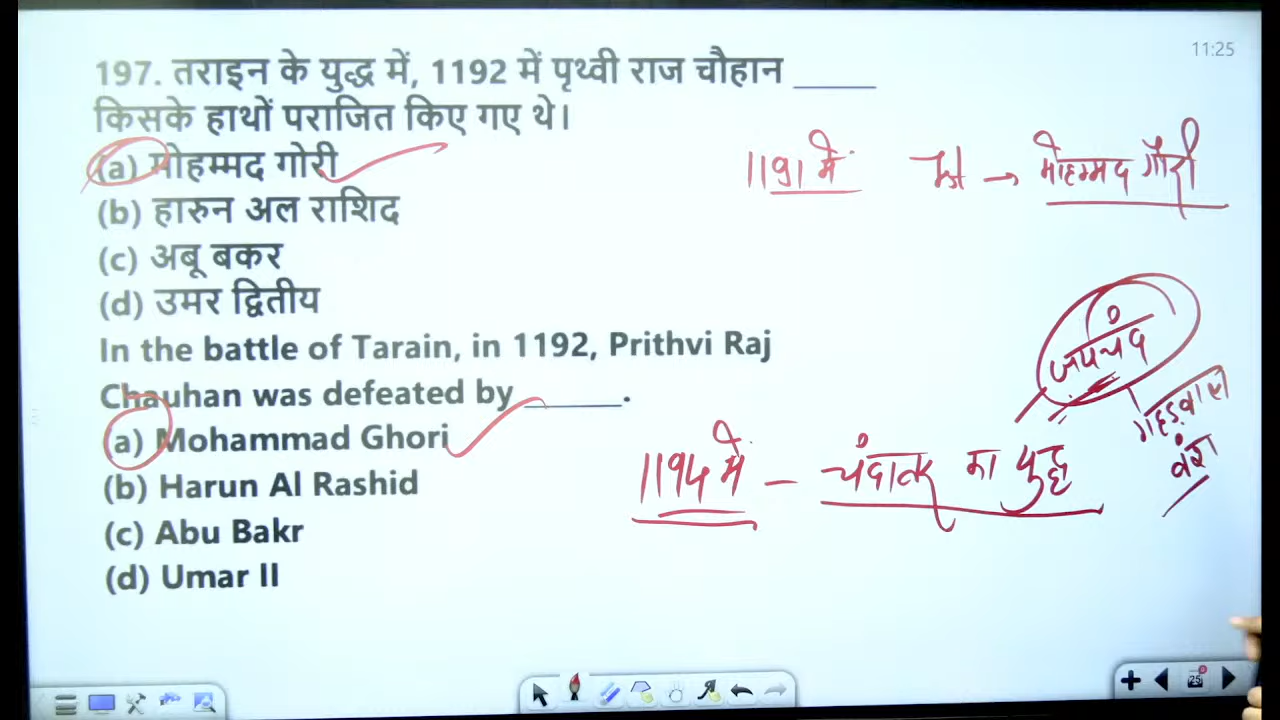 11:25
197. तराइन के युद्ध में, 1192 में पृथ्वी राज चौहान _____
किसके हाथों पराजित किए गए थे।
(a) मोहम्मद गोरी
(b) हारुन अल राशिद
(c) अबू बकर
(d) उमर द्वितीय
In the battle of Tarain, in 1192, Prithvi Raj
Chauhan was defeated by ______.
(a) Mohammad Ghori
(b) Harun Al Rashid
(c) Abu Bakr
(d) Umar II
1191 में → मोहम्मद गौरी
जयचंद
गहड़वाल
वंश
1194 में – चंदावर का युद्ध
25